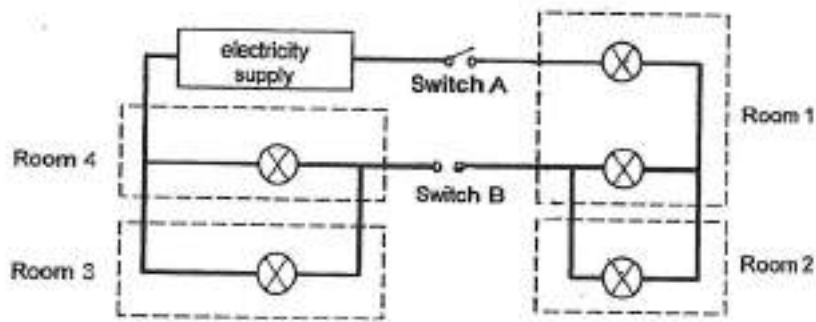 electricity
supply
Switch A
Room 1
Room 4
Switch B
Room 3
Room 2